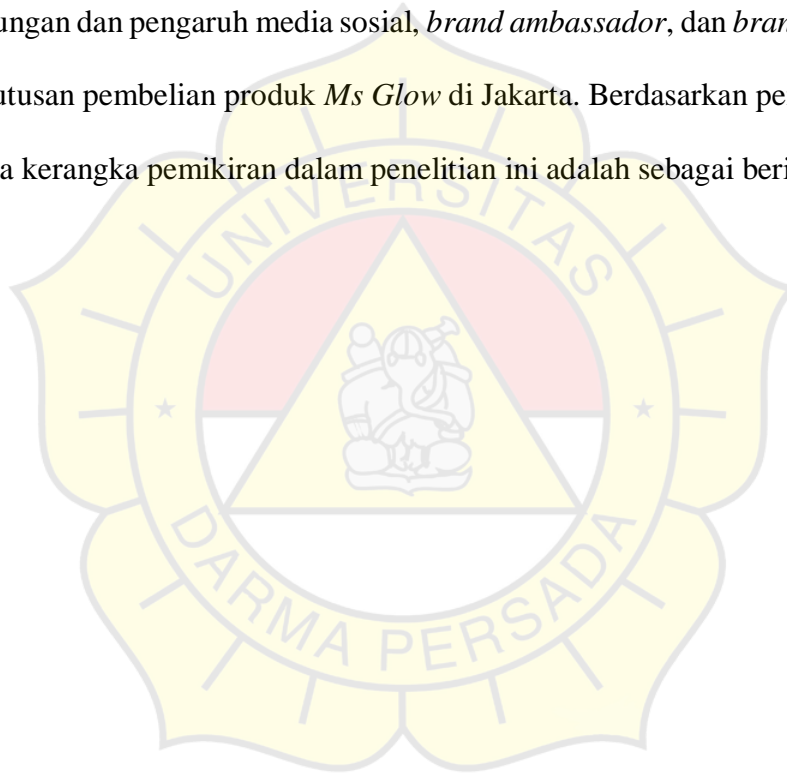 ungan dan pengaruh media sosial, brand ambassador, dan bran
utusan pembelian produk Ms Glow di Jakarta. Berdasarkan pe
a kerangka pemikiran dalam penelitian ini adalah sebagai beri
UNIVERSITAS
DARMA PERSADA